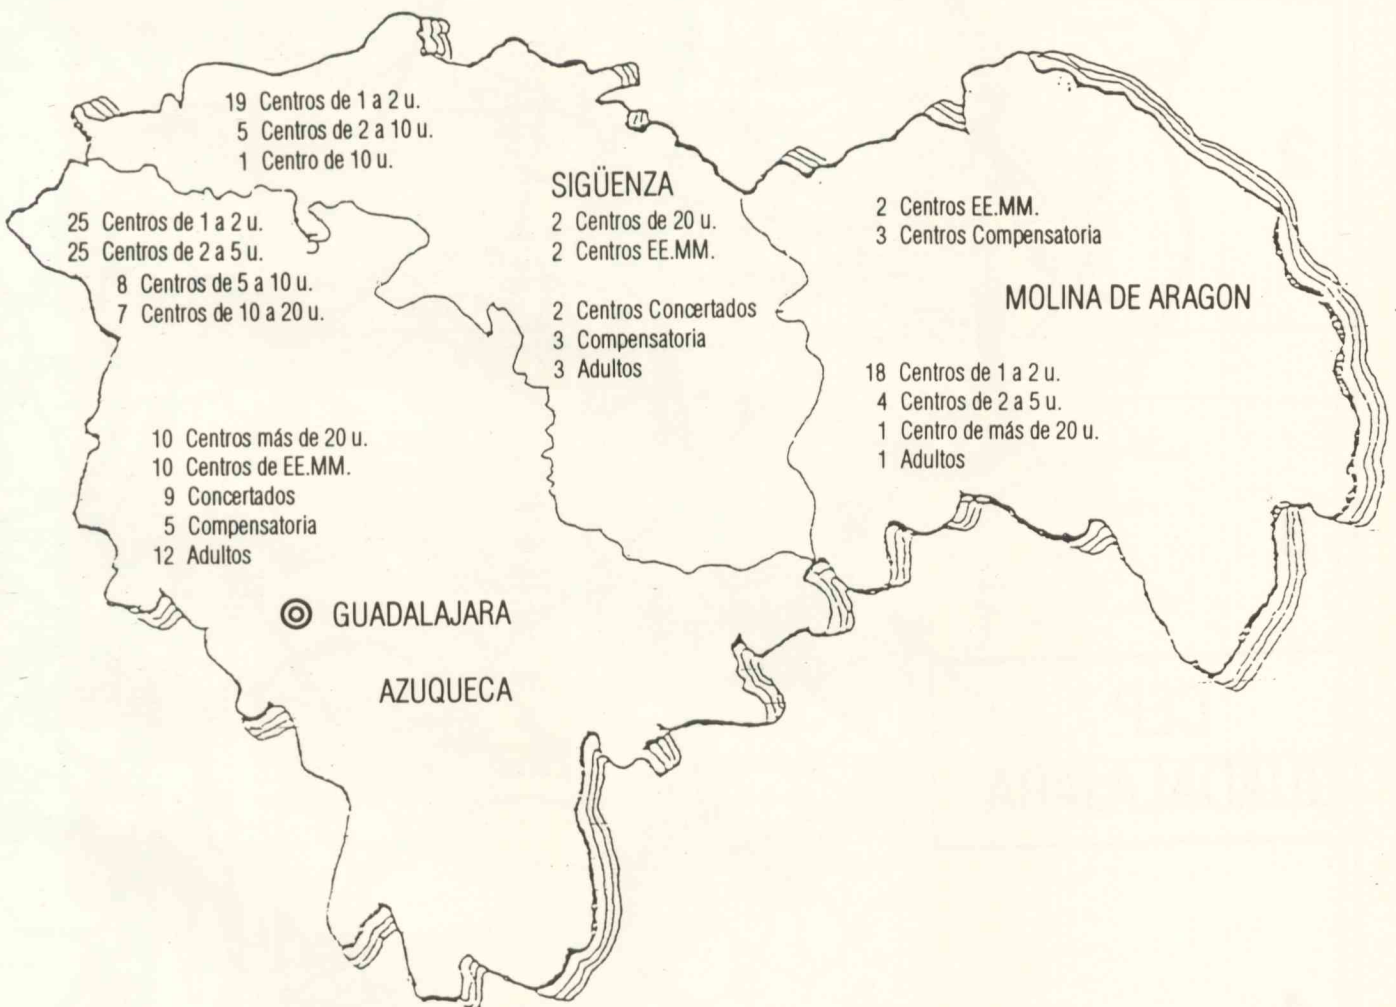 19 Centros de 1 a 2 u.
5 Centros de 2 a 10 u.
1 Centro de 10 u.
SIGÜENZA
2 Centros de 20 u.
2 Centros EE.MM.
2 Centros Concertados
3 Compensatoria
3 Adultos
2 Centros EE.MM.
3 Centros Compensatoria
MOLINA DE ARAGON
18 Centros de 1 a 2 u.
4 Centros de 2 a 5 u.
1 Centro de más de 20 u.
1 Adultos
25 Centros de 1 a 2 u.
25 Centros de 2 a 5 u.
8 Centros de 5 a 10 u.
7 Centros de 10 a 20 u.
10 Centros más de 20 u.
10 Centros de EE.MM.
9 Concertados
5 Compensatoria
12 Adultos
GUADALAJARA
AZUQUECA